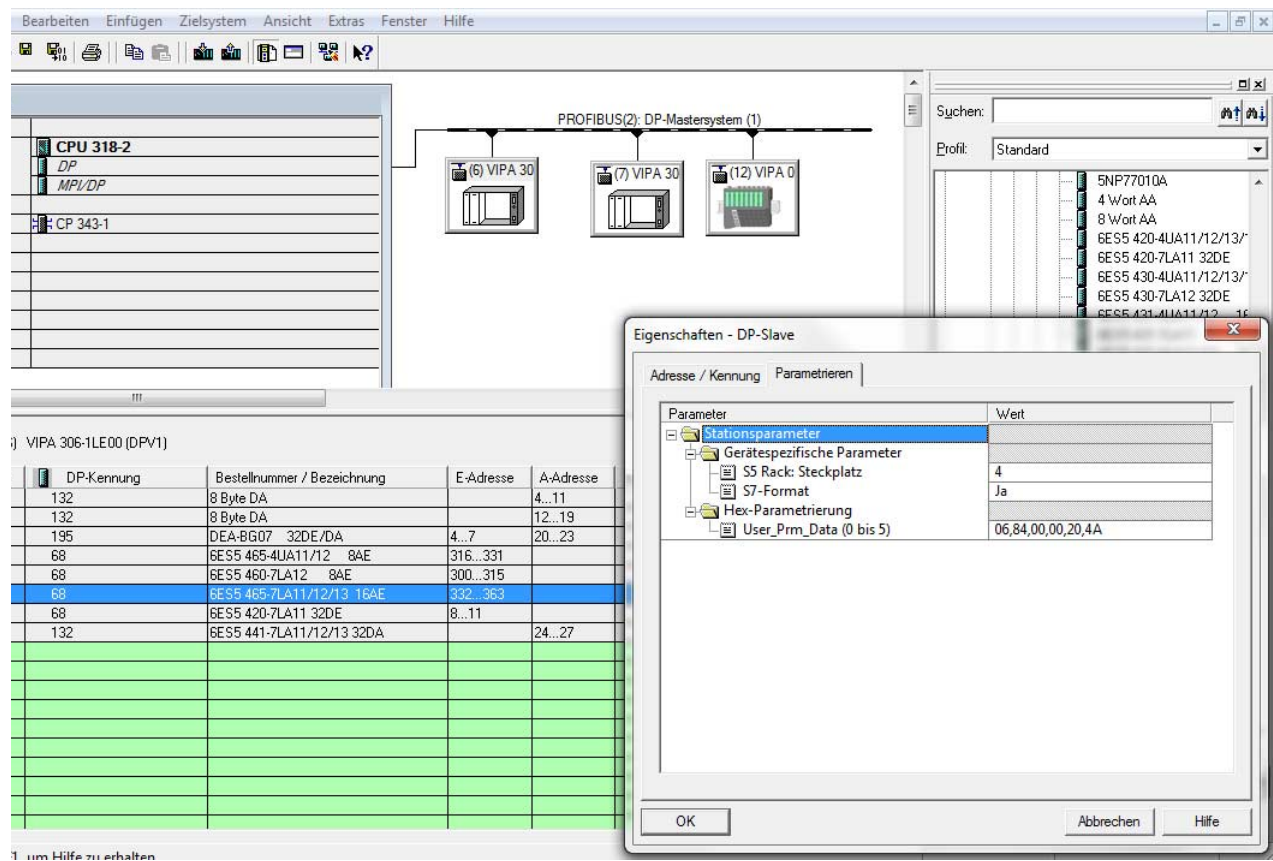 Bearbeiten Einfügen Zielsystem Ansicht Extras Fenster Hilfe
CPU 318-2
DP
MPI/DP
CP 343-1
PROFIBUS(2): DP-Mastersystem (1)
(6) VIPA 30
(7) VIPA 30
(12) VIPA 0
Suchen:
Profil: Standard
5NP77010A
4 Wort AA
8 Wort AA
6ES5 420-4UA11/12/13/
6ES5 420-7LA11 32DE
6ES5 430-4UA11/12/13/
6ES5 430-7LA12 32DE
6ES5 431-4UA11/12 16
Eigenschaften - DP-Slave
Adresse / Kennung Parametrieren
Parameter Wert
Stationsparameter
Gerätespezifische Parameter
S5 Rack: Steckplatz 4
S7-Format Ja
Hex-Parametrierung
User_Prm_Data (0 bis 5) 06,84,00,00,20,4A
OK Abbrechen Hilfe
VIPA 306-1LE00 (DPV1)
DP-Kennung Bestellnummer / Bezeichnung E-Adresse A-Adresse
132 8 Byte DA 4...11
132 8 Byte DA 12...19
195 DEA-BG07 32DE/DA 4...7 20...23
68 6ES5 465-4UA11/12 8AE 316...331
68 6ES5 460-7LA12 8AE 300...315
68 6ES5 465-7LA11/12/13 16AE 332...363
68 6ES5 420-7LA11 32DE 8...11
132 6ES5 441-7LA11/12/13 32DA 24...27
um Hilfe zu erhalten